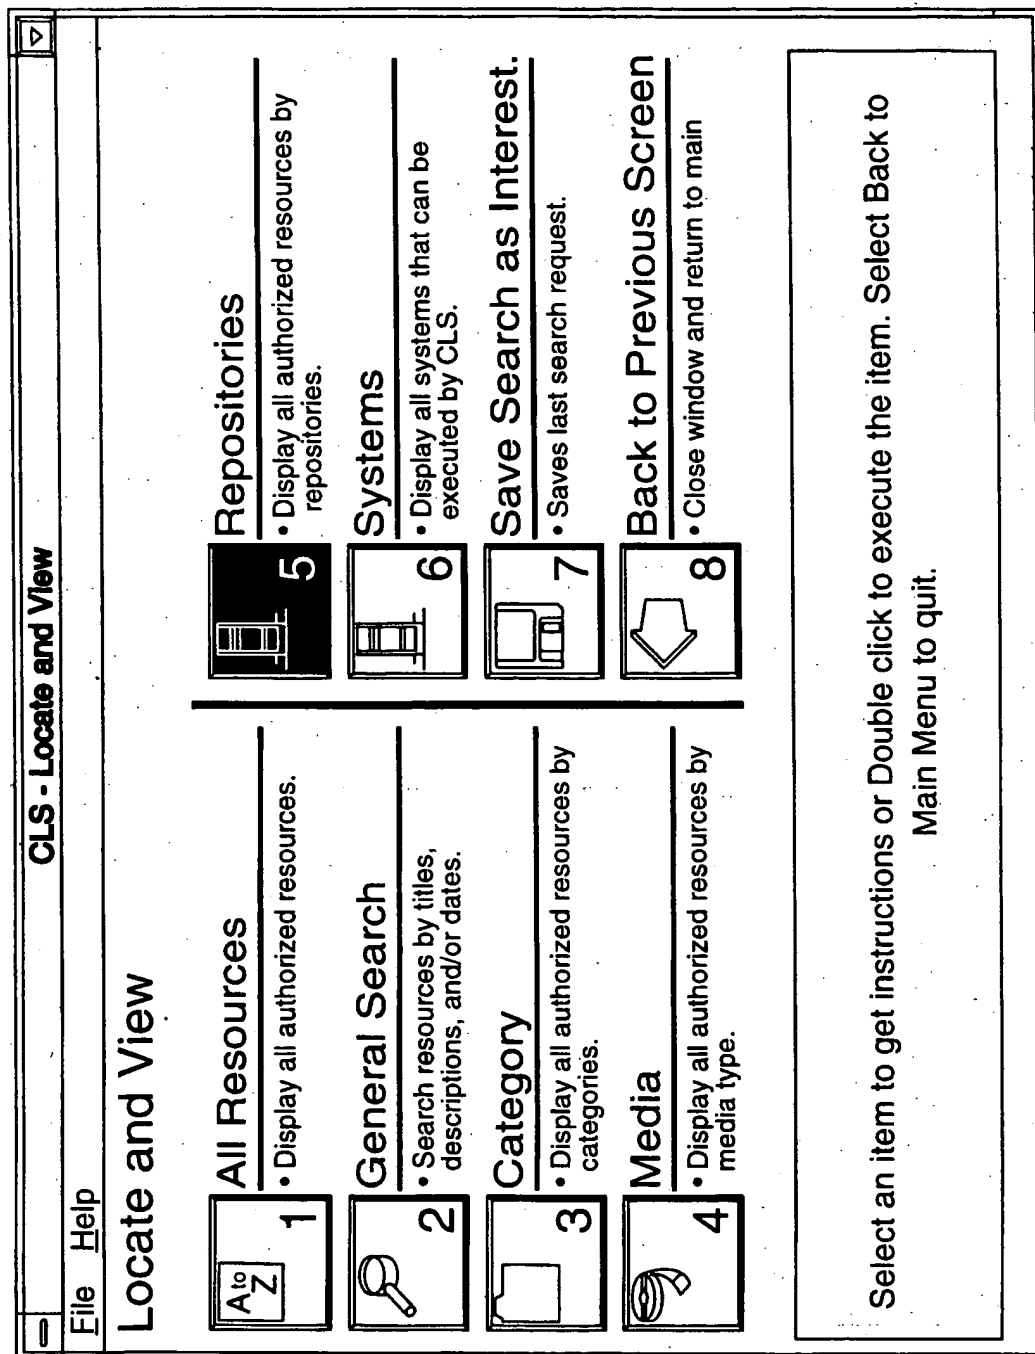 CLS - Locate and View
File Help
Locate and View
A to Z
1
All Resources
• Display all authorized resources.
2
General Search
• Search resources by titles,
descriptions, and/or dates.
3
Category
• Display all authorized resources by
categories.
4
Media
• Display all authorized resources by
media type.
5
Repositories
• Display all authorized resources by
repositories.
6
Systems
• Display all systems that can be
executed by CLS.
7
Save Search as Interest.
• Saves last search request.
8
Back to Previous Screen
• Close window and return to main
Select an item to get instructions or Double click to execute the item. Select Back to
Main Menu to quit.